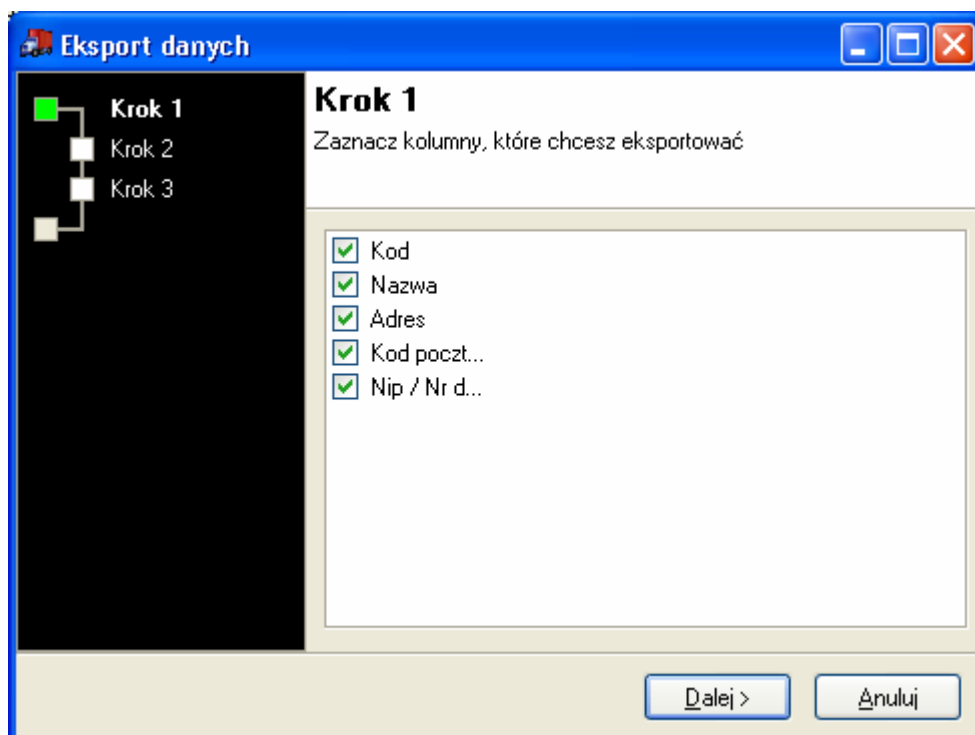 Eksport danych
Krok 1
Krok 2
Krok 3
Krok 1
Zaznacz kolumny, które chcesz eksportować
Kod
Nazwa
Adres
Kod poczt...
Nip / Nr d...
Dalej >
Anuluj